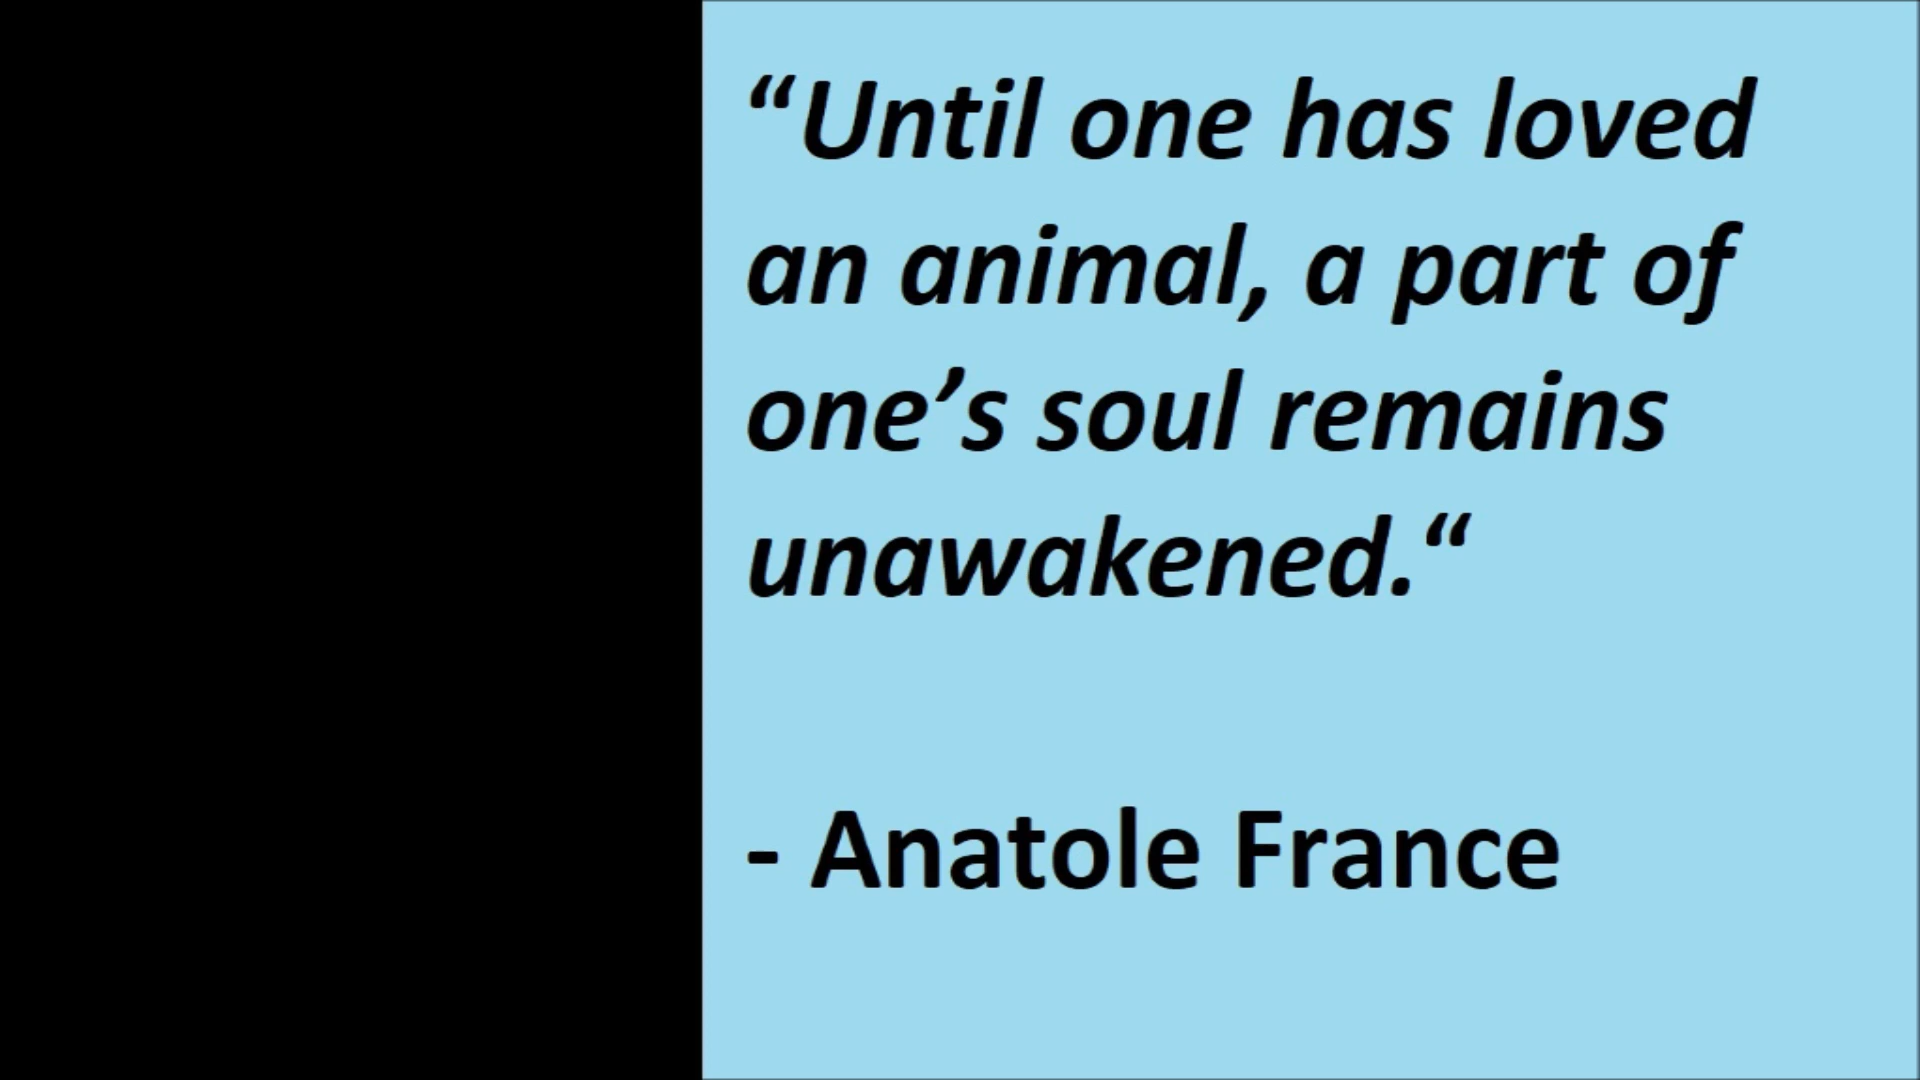 “Until one has loved
an animal, a part of
one’s soul remains
unawakened.“
- Anatole France